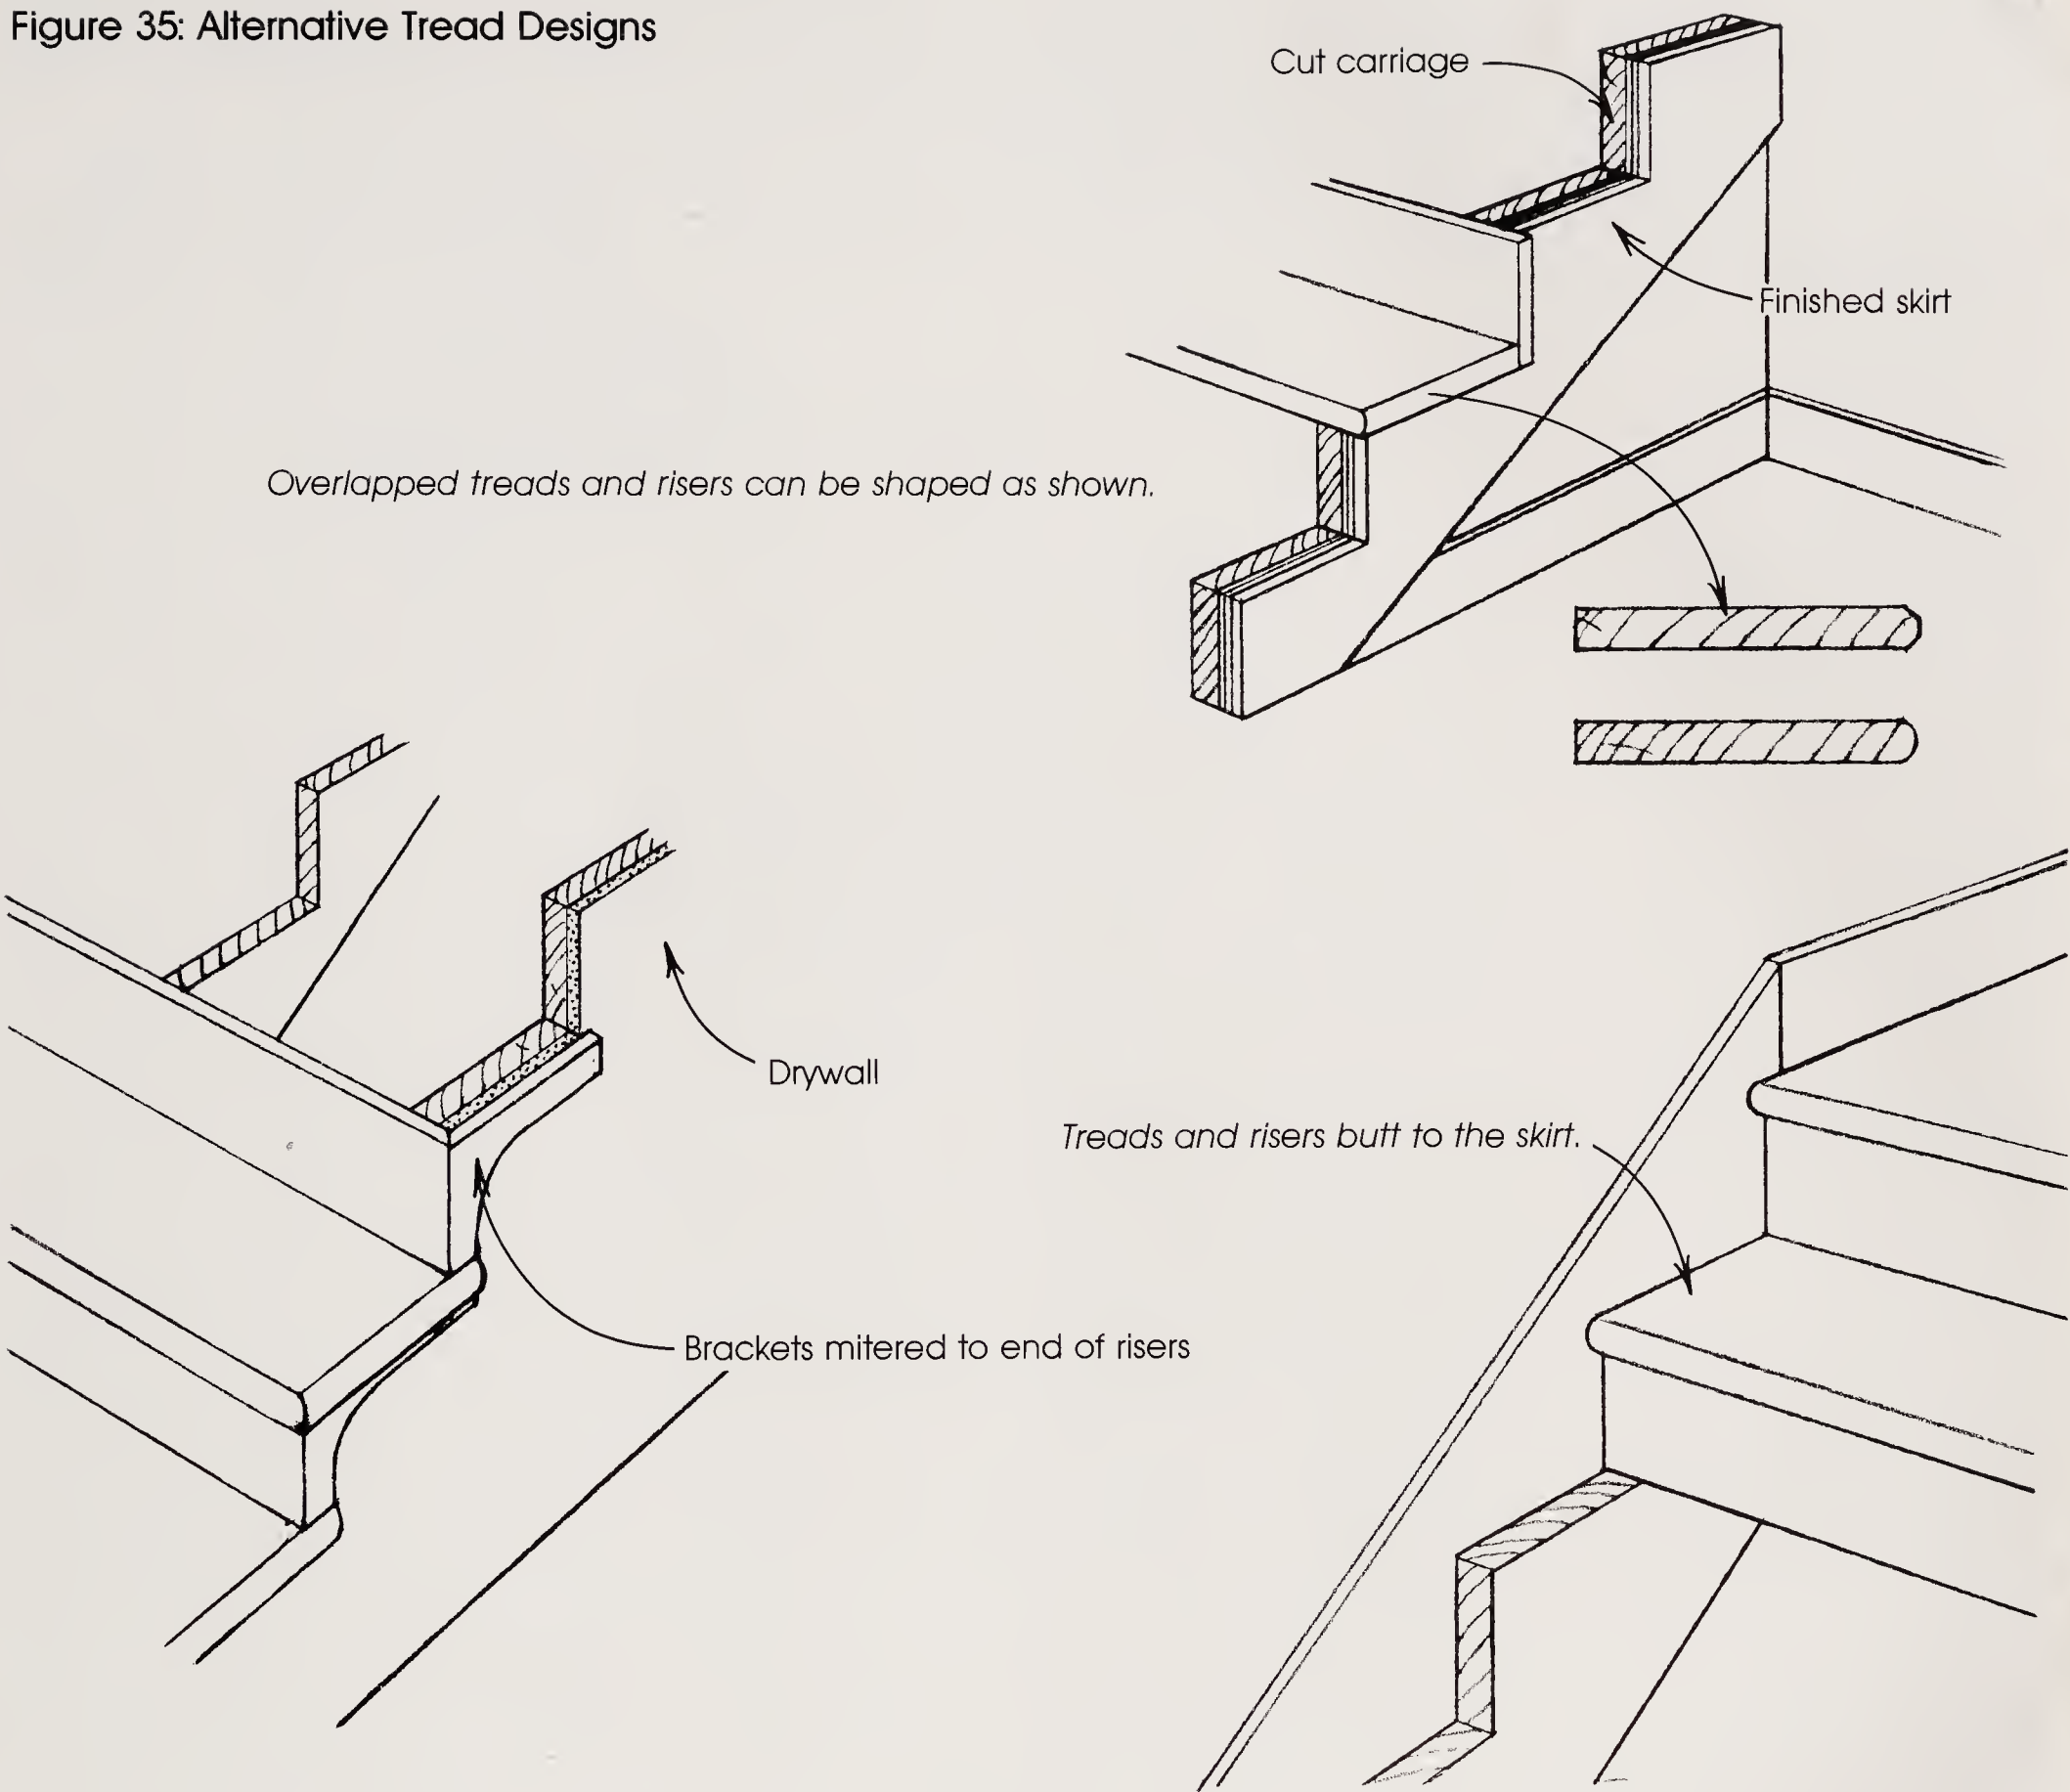 Figure 35: Alternative Tread Designs
Cut carriage
Finished skirt
Overlapped treads and risers can be shaped as shown.
Drywall
Treads and risers butt to the skirt.
Brackets mitered to end of risers